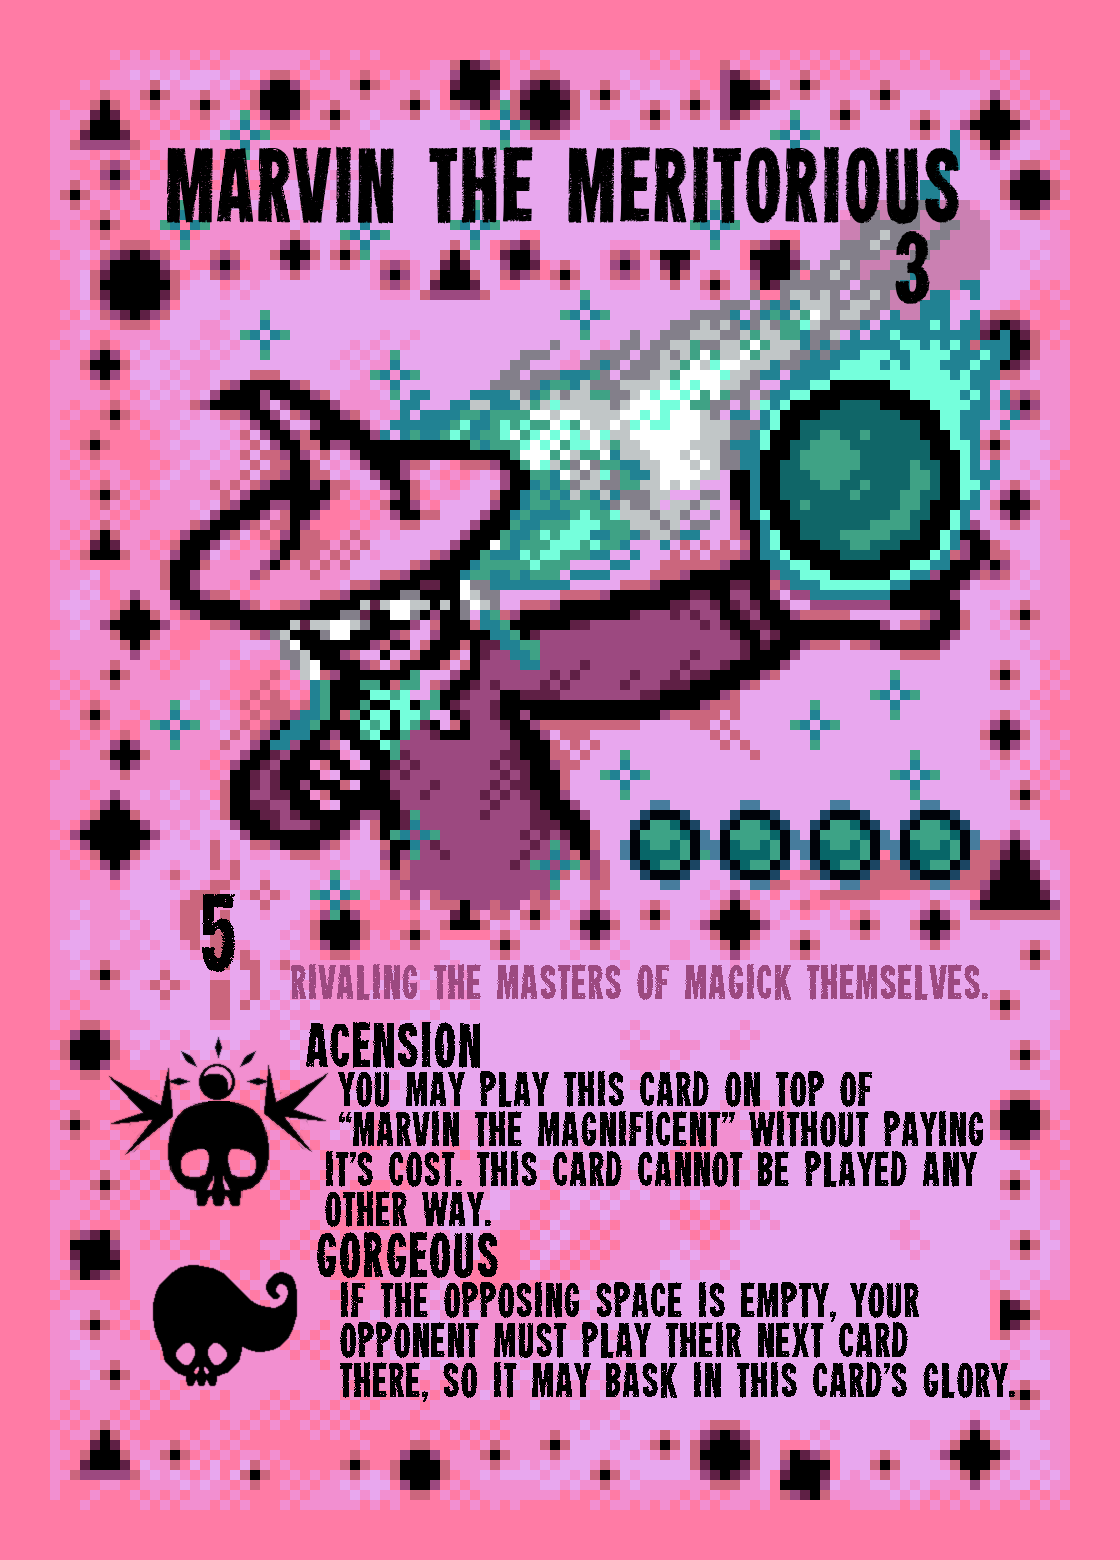 MARVIN THE MERITORIOUS
3
5
RIVALING THE MASTERS OF MAGICK THEMSELVES.
ACENSION
YOU MAY PLAY THIS CARD ON TOP OF
“MARVIN THE MAGNIFICENT” WITHOUT PAYING
IT’S COST. THIS CARD CANNOT BE PLAYED ANY
OTHER WAY.
GORGEOUS
IF THE OPPOSING SPACE IS EMPTY, YOUR
OPPONENT MUST PLAY THEIR NEXT CARD
THERE, SO IT MAY BASK IN THIS CARD’S GLORY.